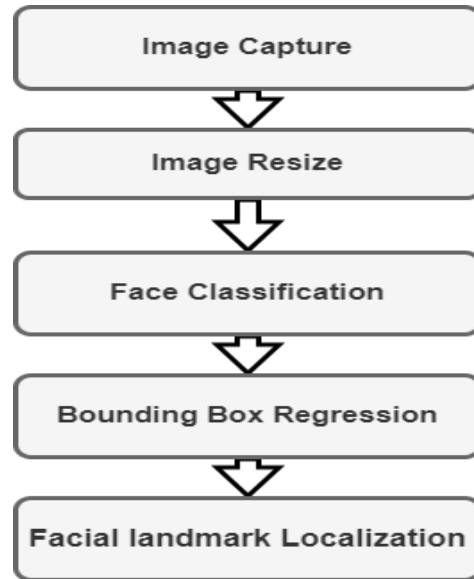 Image Capture
Image Resize
Face Classification
Bounding Box Regression
Facial landmark Localization